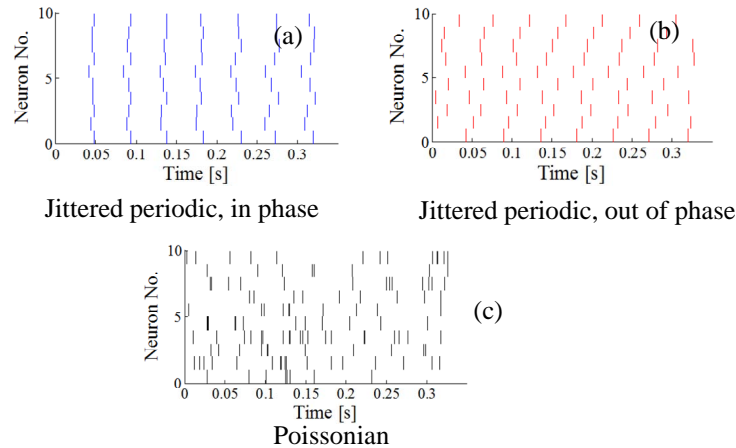 10
5
0
Neuron No.
(a)
0 0.05 0.1 0.15 0.2 0.25 0.3
Time [s]
Jittered periodic, in phase
10
5
0
Neuron No.
(b)
0 0.05 0.1 0.15 0.2 0.25 0.3
Time [s]
Jittered periodic, out of phase
10
5
0
Neuron No.
(c)
0 0.05 0.1 0.15 0.2 0.25 0.3
Time [s]
Poissonian